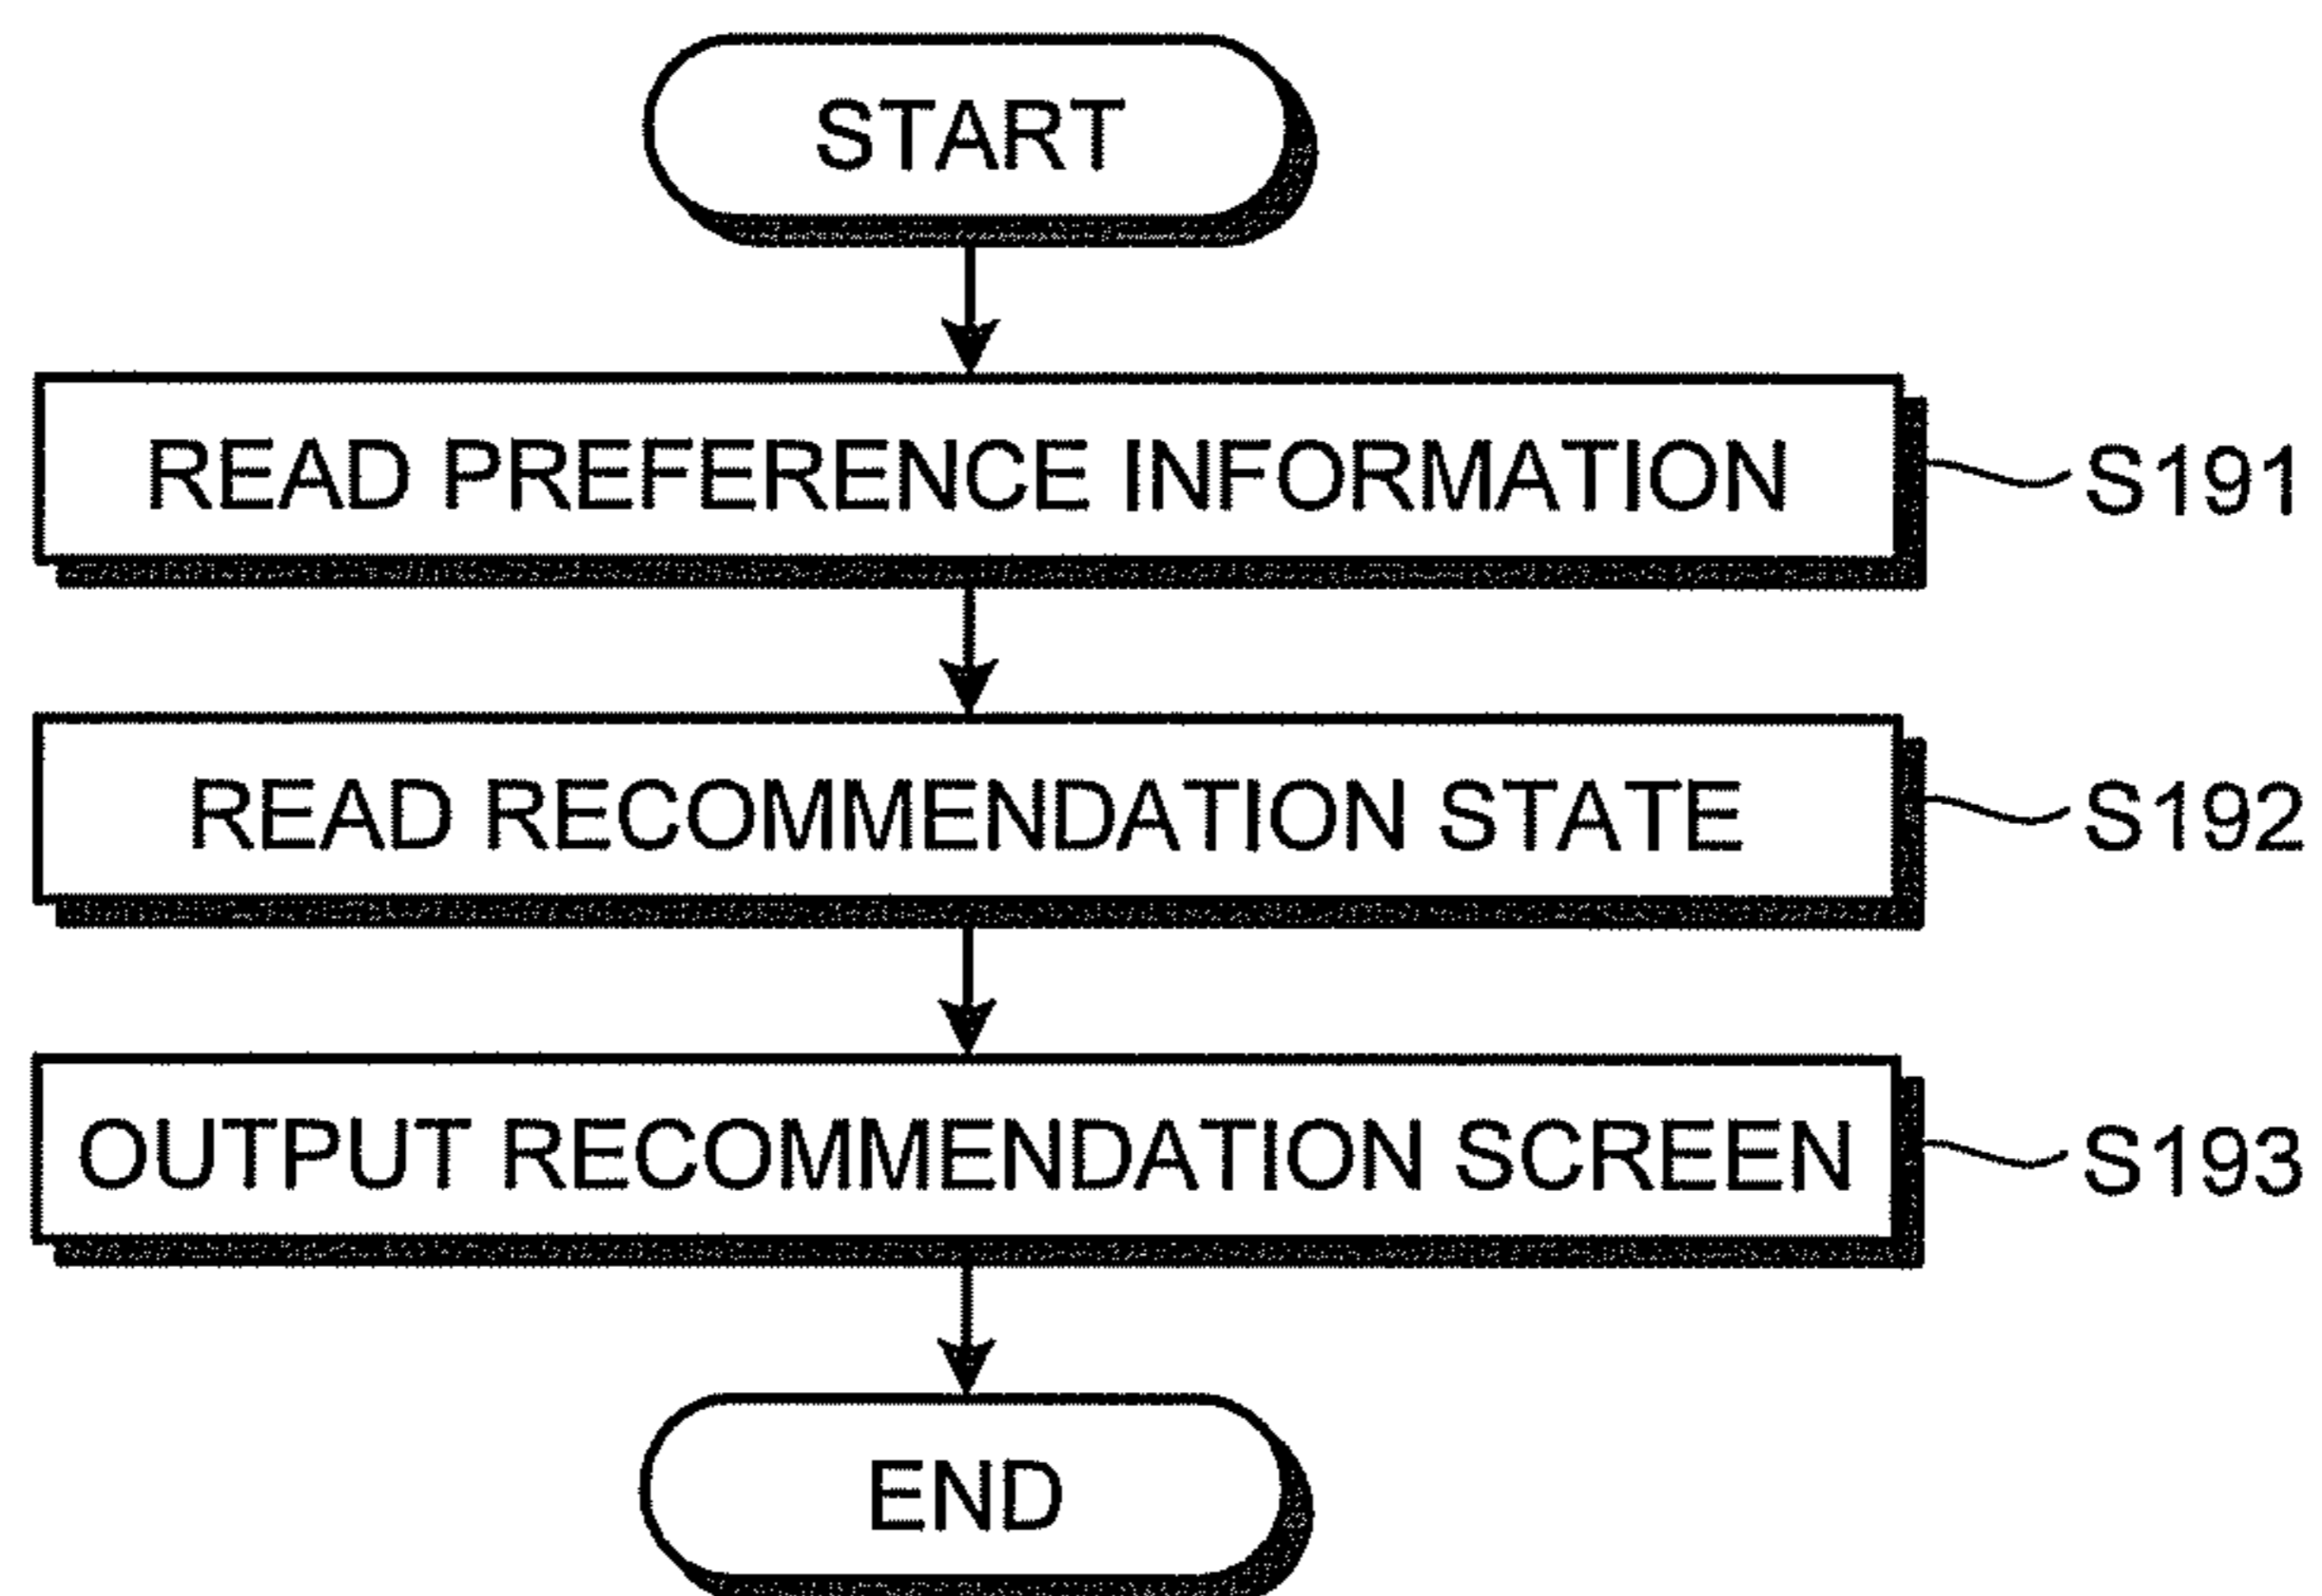 START
READ PREFERENCE INFORMATION
S191
READ RECOMMENDATION STATE
S192
OUTPUT RECOMMENDATION SCREEN
S193
END